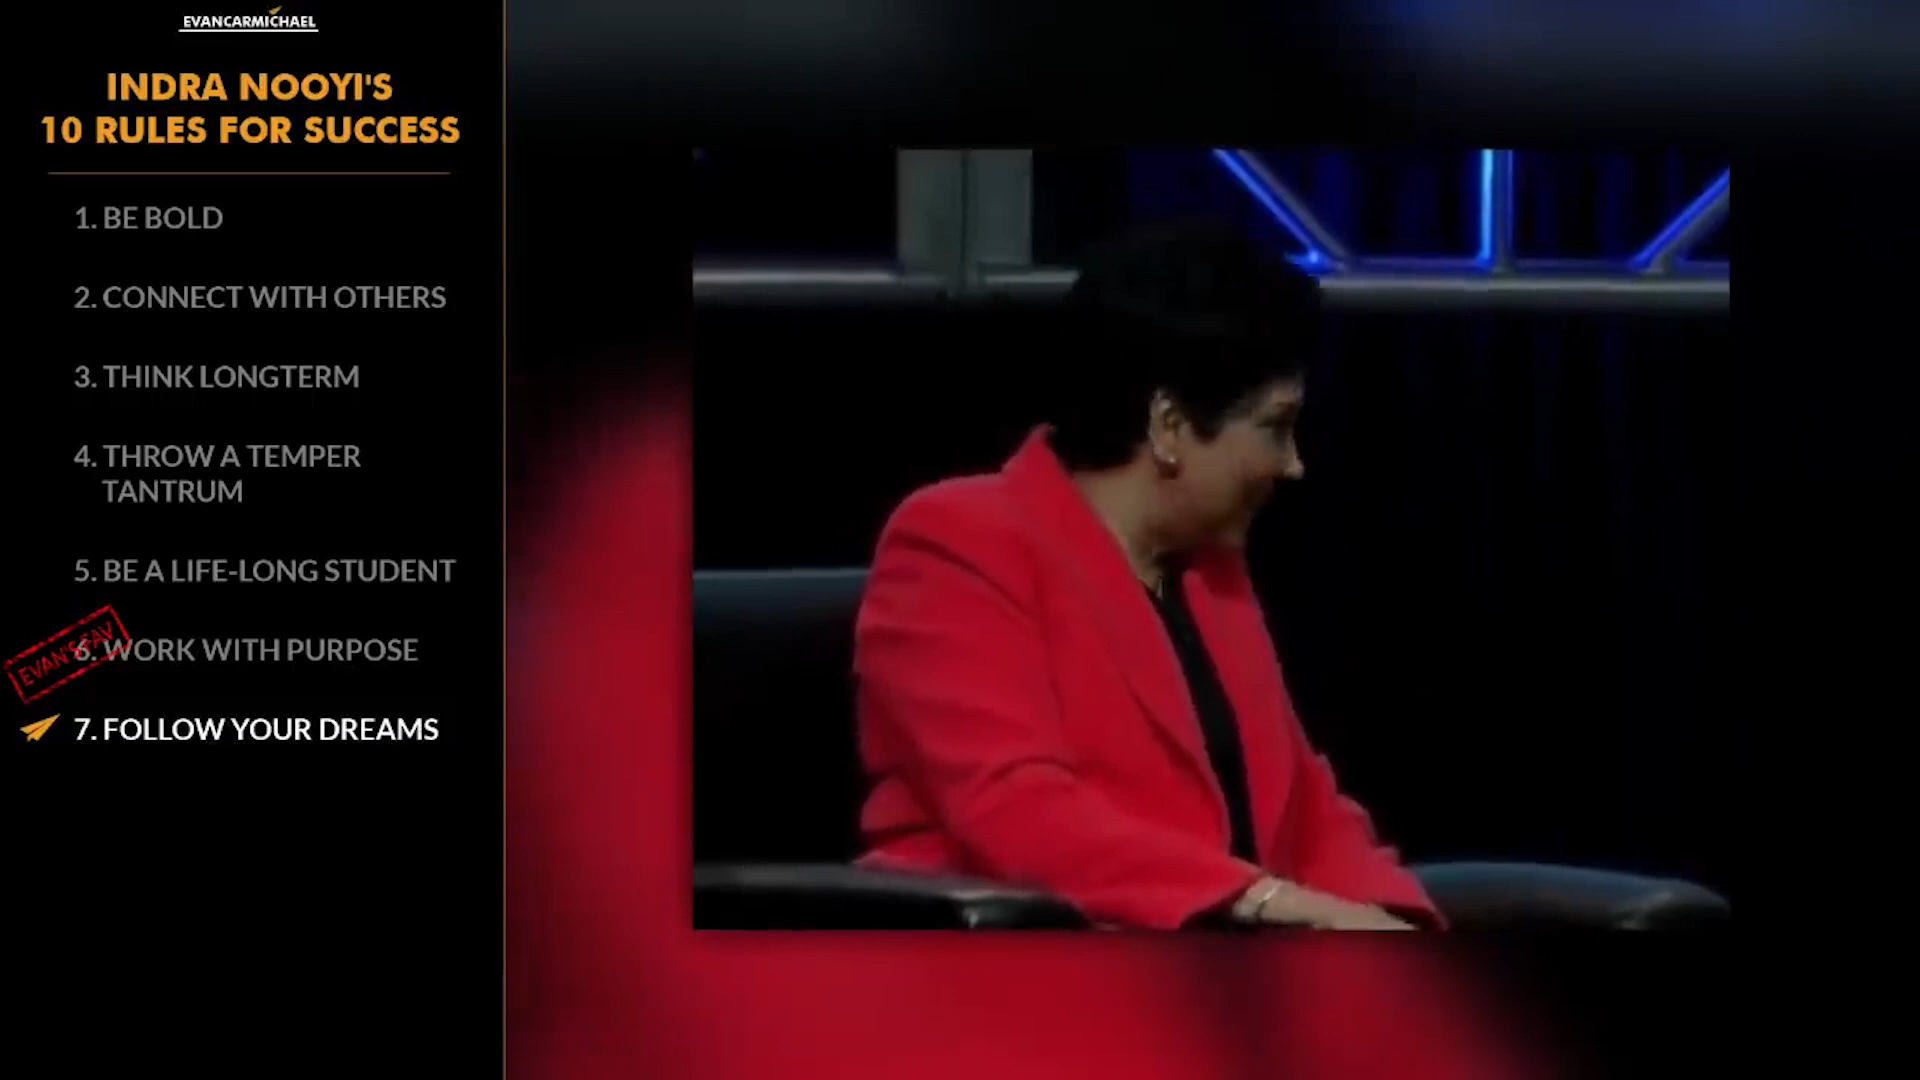 EVANCARMICHAEL
INDRA NOOYI'S
10 RULES FOR SUCCESS
1. BE BOLD
2. CONNECT WITH OTHERS
3. THINK LONGTERM
4. THROW A TEMPER
TANTRUM
5. BE A LIFE-LONG STUDENT
EVAN'S FAV
6. WORK WITH PURPOSE
7. FOLLOW YOUR DREAMS